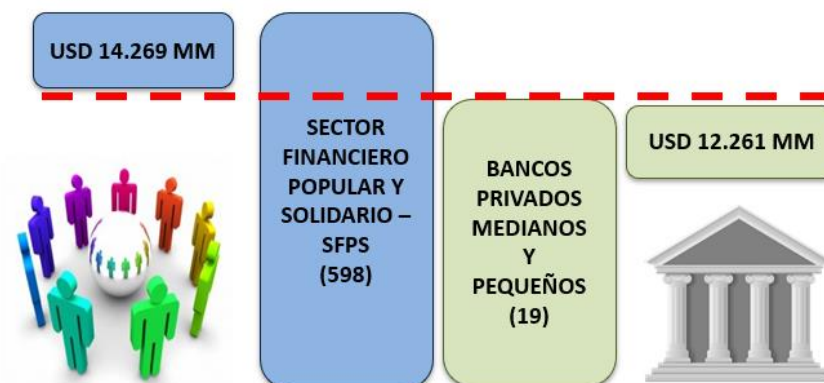 USD 14.269 MM
SECTOR
FINANCIERO
POPULAR Y
SOLIDARIO –
SFPS
(598)
BANCOS
PRIVADOS
MEDIANOS
Y
PEQUEÑOS
(19)
USD 12.261 MM